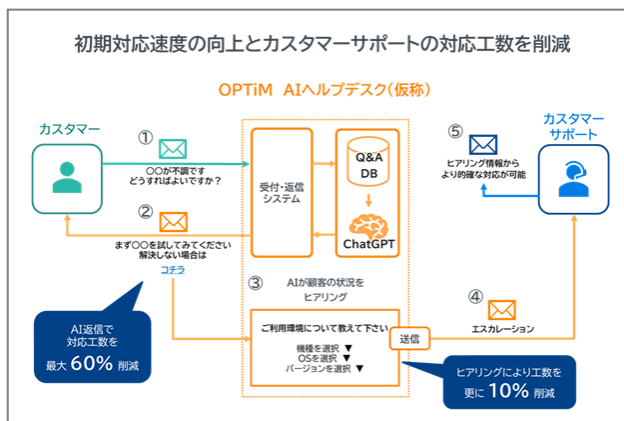 初期対応速度の向上とカスタマーサポートの対応工数を削減
OPTiM AIヘルプデスク(仮称)
カスタマー
①
〇〇が不調です
どうすればよいですか？
②
まず〇〇を試してみてください
解決しない場合は
コチラ
受付・返信
システム
Q&A
DB
ChatGPT
⑤
ヒアリング情報から
より的確な対応が可能
カスタマー
サポート
③
AIが顧客の状況を
ヒアリング
ご利用環境について教えて下さい
機種を選択 ▼
OSを選択 ▼
バージョンを選択 ▼
送信
④
エスカレーション
AI返信で
対応工数を
最大 60% 削減
ヒアリングにより工数を
更に 10% 削減